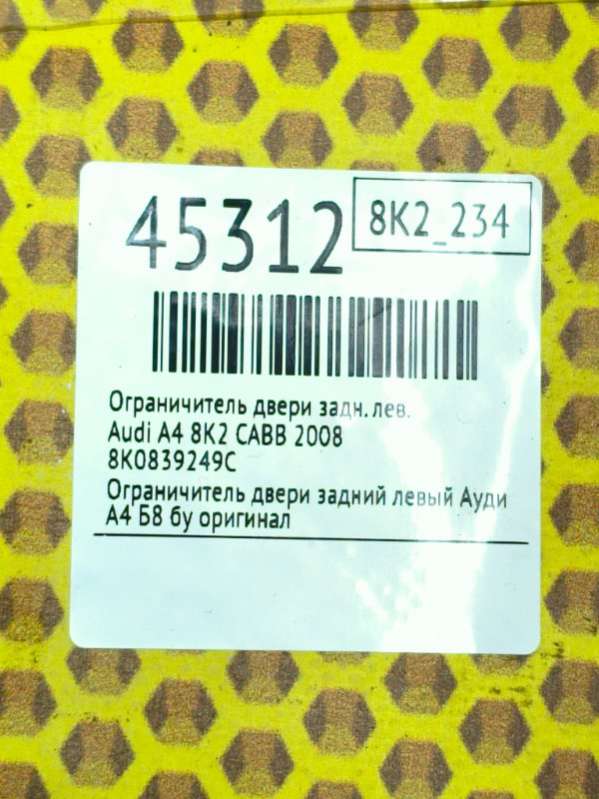 45312
8K2_234
Ограничитель двери задн. лев.
Audi A4 8K2 CABB 2008
8K0839249C
Ограничитель двери задний левый Ауди
А4 Б8 бу оригинал